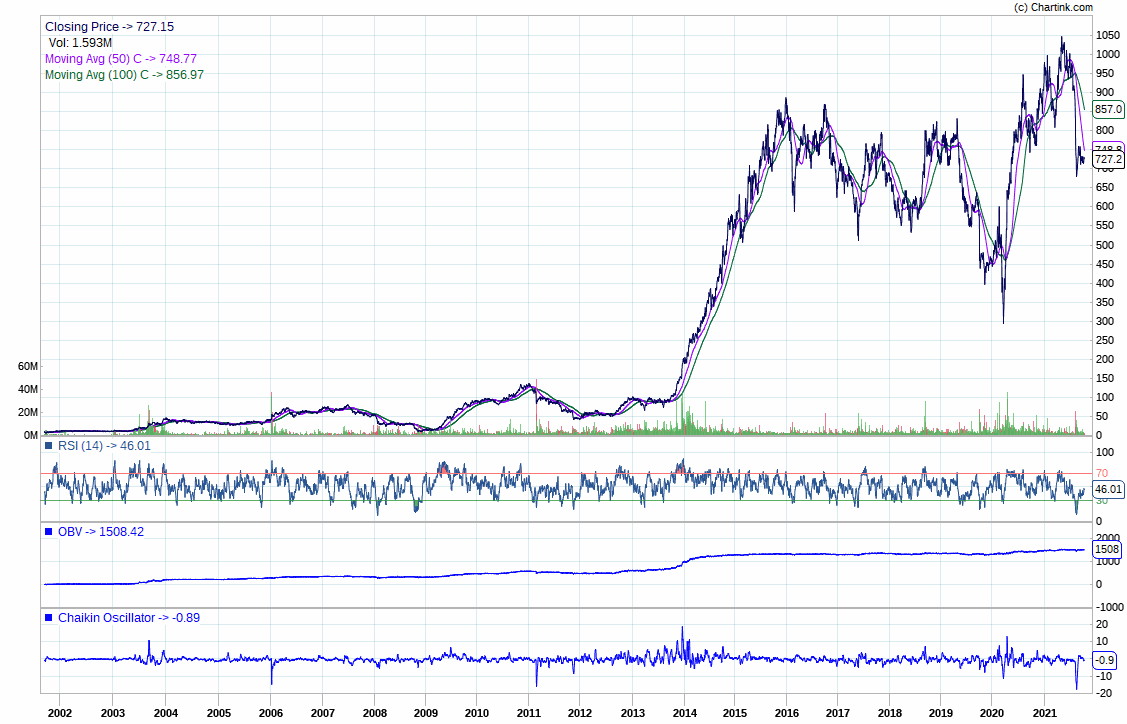 (c) Chartink.com
Closing Price -> 727.15
Vol: 1.593M
Moving Avg (50) C -> 748.77
Moving Avg (100) C -> 856.97
1050
1000
950
900
857.0
800
748.8
727.2
700
650
600
550
500
450
400
350
300
250
200
150
100
50
0
60M
40M
20M
0M
RSI (14) -> 46.01
100
70
46.01
30
0
OBV -> 1508.42
2000
1508
1000
0
-1000
Chaikin Oscillator -> -0.89
20
10
-0.9
-10
-20
2002 2003 2004 2005 2006 2007 2008 2009 2010 2011 2012 2013 2014 2015 2016 2017 2018 2019 2020 2021